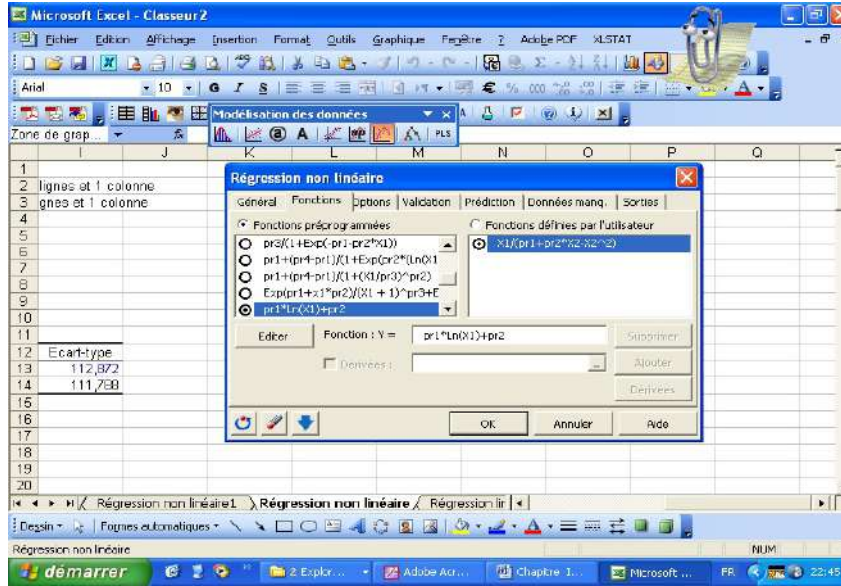 Microsoft Excel - Classeur2
Fichier Edition Affichage Insertion Format Outils Graphique Fenêtre ? Adobe PDF XLSTAT
Arial 10 G I S
Modélisation des données
Zone de grap... fx
PLS
I J K L M N O P Q
1
2 lignes et 1 colonne
3 gnes et 1 colonne
4
5
6
7
8
9
10
11
12 Ecart-type
13 112,872
14 111,788
15
16
17
18
19
20
Régression non linéaire
Général Fonctions Options Validation Prédiction Données manq. Sorties
Fonctions préprogrammées
Fonctions définies par l'utilisateur
pr3/(1+Exp(-pr1-pr2*X1))
pr1+(pr4-pr1)/(1+Exp(pr2*(Ln(X1
pr1+(pr4-pr1)/(1+(X1/pr3)^pr2)
Exp(pr1+x1*pr2)/(X1 + 1)^pr3+E
pr1*Ln(X1)+pr2
X1/(pr1+pr2*X2-X2^2)
Editer Fonction : Y = pr1*Ln(X1)+pr2 Supprimer
Dérivées : ... Ajouter
Dérivées
OK Annuler Aide
Régression non linéaire1 Régression non linéaire Régression lir
Dessin Formes automatiques
Régression non linéaire NUM
démarrer 2 Explor... Adobe Acr... Chapitre I... Microsoft ... FR 22:45